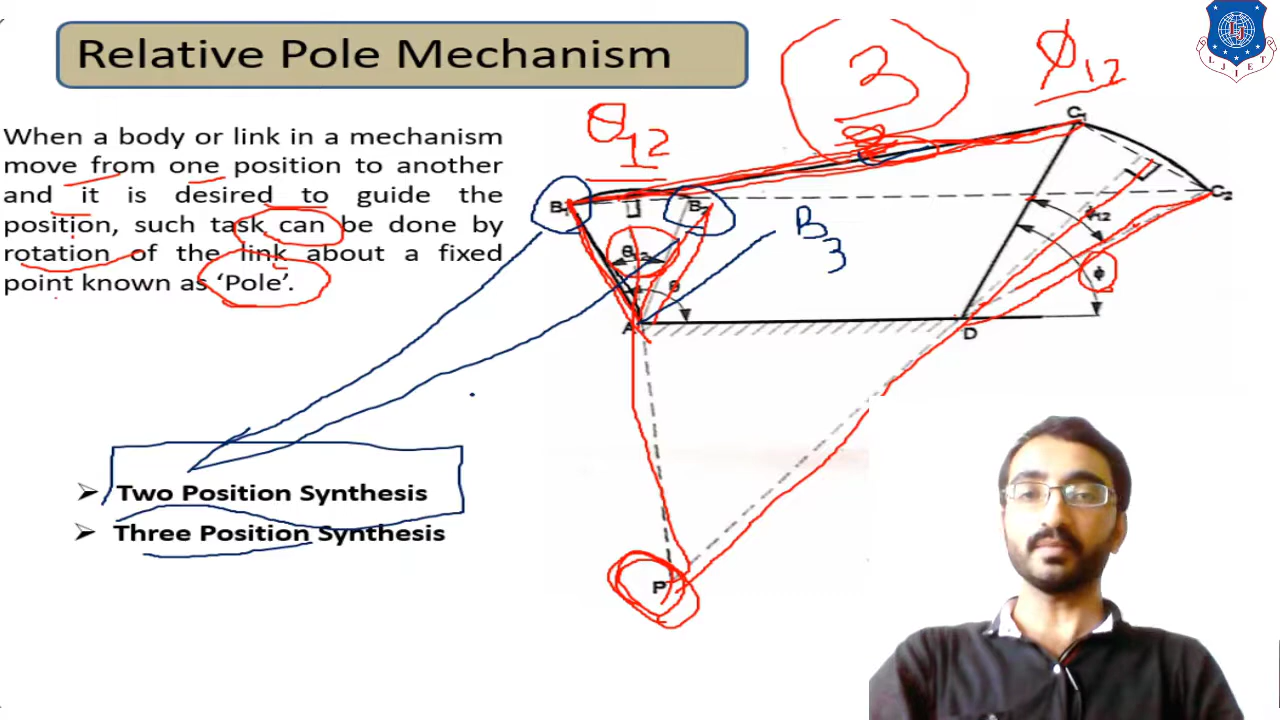 Relative Pole Mechanism
L J I E T
When a body or link in a mechanism
move from one position to another
and it is desired to guide the
position, such task can be done by
rotation of the link about a fixed
point known as ‘Pole’.
➢ Two Position Synthesis
➢ Three Position Synthesis
θ12
3
ϕ12
C1
B1
B2
C2
B3
θ12
θ
ϕ
A
D
P